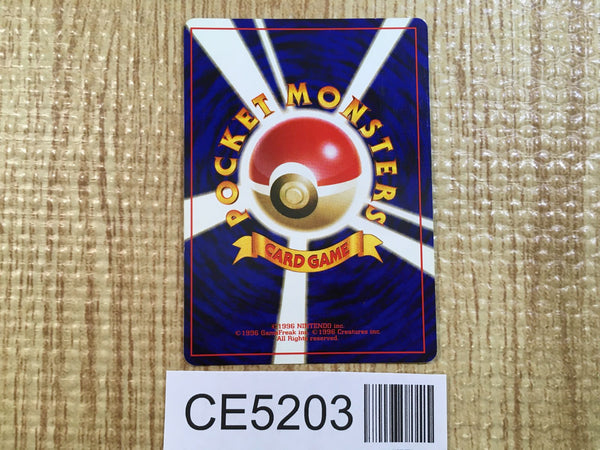 POCKET MONSTERS
CARD GAME
©1996 NINTENDO inc.
©1996 GameFreak inc. ©1996 Creatures inc.
All Rights reserved.
CE5203